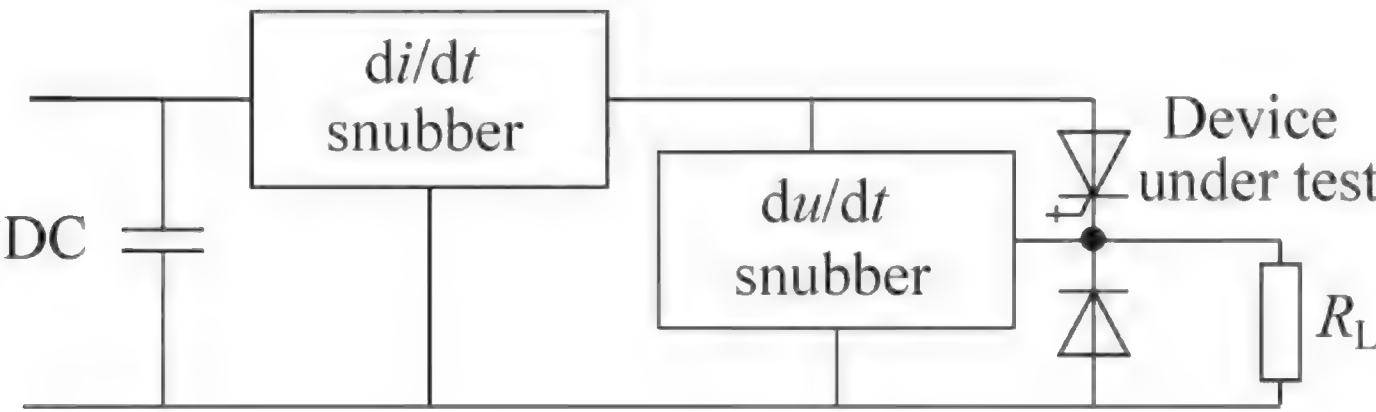 di/dt
snubber
Device
under test
du/dt
snubber
DC
R_L